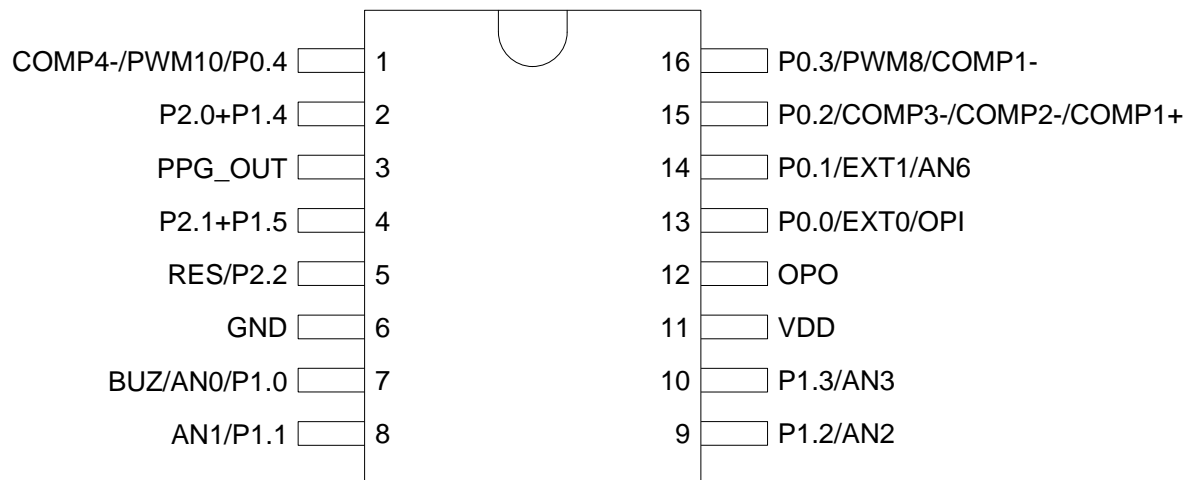 COMP4-/PWM10/P0.4 1 16 P0.3/PWM8/COMP1-
P2.0+P1.4 2 15 P0.2/COMP3-/COMP2-/COMP1+
PPG_OUT 3 14 P0.1/EXT1/AN6
P2.1+P1.5 4 13 P0.0/EXT0/OPI
RES/P2.2 5 12 OPO
GND 6 11 VDD
BUZ/AN0/P1.0 7 10 P1.3/AN3
AN1/P1.1 8 9 P1.2/AN2